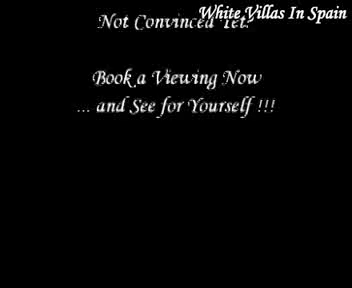 White Villas In Spain
Not Convinced Yet?
Book a Viewing Now
... and See for Yourself !!!